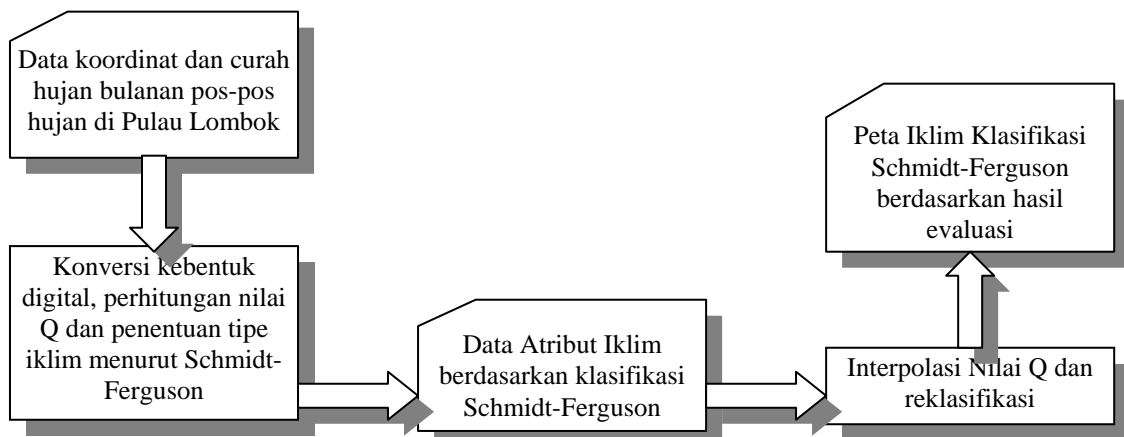 Data koordinat dan curah
hujan bulanan pos-pos
hujan di Pulau Lombok
Konversi kebentuk
digital, perhitungan nilai
Q dan penentuan tipe
iklim menurut Schmidt-
Ferguson
Data Atribut Iklim
berdasarkan klasifikasi
Schmidt-Ferguson
Interpolasi Nilai Q dan
reklasifikasi
Peta Iklim Klasifikasi
Schmidt-Ferguson
berdasarkan hasil
evaluasi